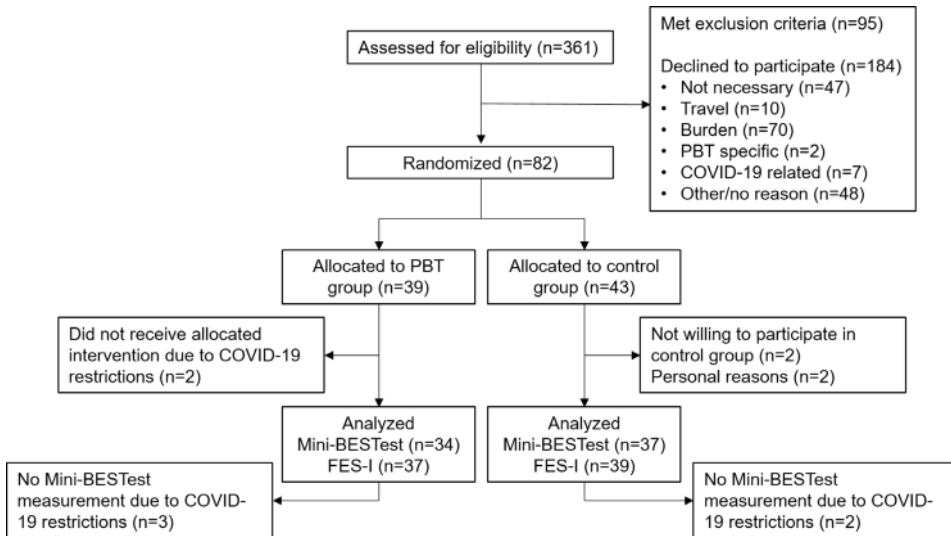 Assessed for eligibility (n=361)
Met exclusion criteria (n=95)
Declined to participate (n=184)
• Not necessary (n=47)
• Travel (n=10)
• Burden (n=70)
• PBT specific (n=2)
• COVID-19 related (n=7)
• Other/no reason (n=48)
Randomized (n=82)
Allocated to PBT
group (n=39)
Allocated to control
group (n=43)
Did not receive allocated
intervention due to COVID-19
restrictions (n=2)
Not willing to participate in
control group (n=2)
Personal reasons (n=2)
Analyzed
Mini-BESTest (n=34)
FES-I (n=37)
Analyzed
Mini-BESTest (n=37)
FES-I (n=39)
No Mini-BESTest
measurement due to COVID-
19 restrictions (n=3)
No Mini-BESTest
measurement due to COVID-
19 restrictions (n=2)